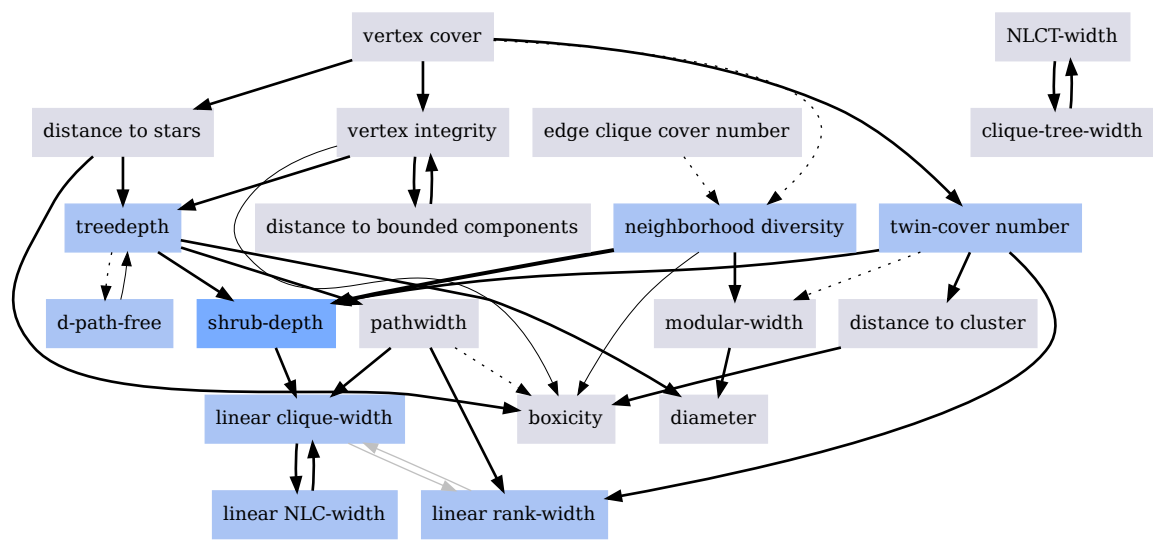 vertex cover
NLCT-width
distance to stars
vertex integrity
edge clique cover number
clique-tree-width
treedepth
distance to bounded components
neighborhood diversity
twin-cover number
d-path-free
shrub-depth
pathwidth
modular-width
distance to cluster
linear clique-width
boxicity
diameter
linear NLC-width
linear rank-width